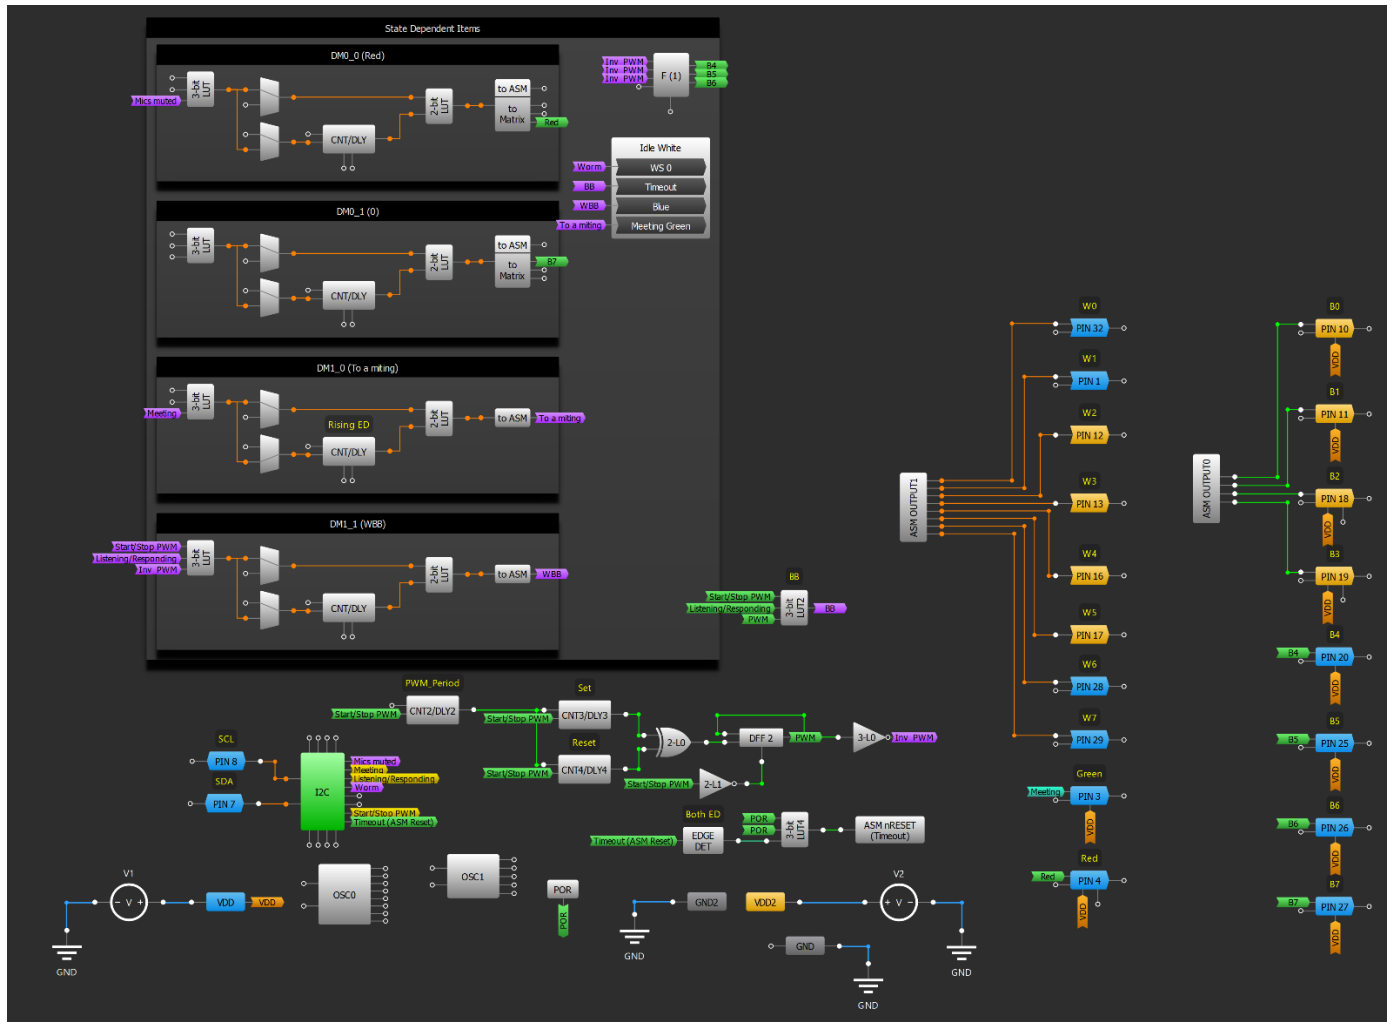 State Dependent Items
DM0_0 (Red)
3-bit LUT
Mics muted
CNT/DLY
2-bit LUT
to ASM
to Matrix
Red
Inv_PWM
Inv_PWM
Inv_PWM
F (1)
B4
B5
B6
Idle White
Worm
WS 0
BB
Timeout
WBB
Blue
To a miting
Meeting Green
DM0_1 (0)
3-bit LUT
CNT/DLY
2-bit LUT
to ASM
to Matrix
B7
DM1_0 (To a miting)
3-bit LUT
Meeting
Rising ED
CNT/DLY
2-bit LUT
to ASM
To a miting
DM1_1 (WBB)
Start/Stop PWM
Listening/Responding
Inv_PWM
3-bit LUT
CNT/DLY
2-bit LUT
to ASM
WBB
BB
Start/Stop PWM
Listening/Responding
PWM
3-bit LUT2
BB
ASM OUTPUT1
W0
PIN 32
W1
PIN 1
W2
PIN 12
W3
PIN 13
W4
PIN 16
W5
PIN 17
W6
PIN 28
W7
PIN 29
Green
Meeting
PIN 3
VDD
Red
Red
PIN 4
VDD
ASM OUTPUT0
B0
PIN 10
VDD
B1
PIN 11
VDD
B2
PIN 18
VDD
B3
PIN 19
VDD
B4
B4
PIN 20
VDD
B5
B5
PIN 25
VDD
B6
B6
PIN 26
VDD
B7
B7
PIN 27
VDD
PWM_Period
Start/Stop PWM
CNT2/DLY2
Set
Start/Stop PWM
CNT3/DLY3
Reset
Start/Stop PWM
CNT4/DLY4
2-L0
DFF 2
PWM
3-L0
Inv_PWM
Start/Stop PWM
2-L1
SCL
PIN 8
SDA
PIN 7
I2C
Mics muted
Meeting
Listening/Responding
Worm
Start/Stop PWM
Timeout (ASM Reset)
Both ED
Timeout (ASM Reset)
EDGE DET
POR
POR
3-bit LUT4
ASM nRESET (Timeout)
OSC0
OSC1
POR
POR
V1
V
VDD
VDD
GND
GND2
GND
VDD2
V2
V
GND
GND
GND